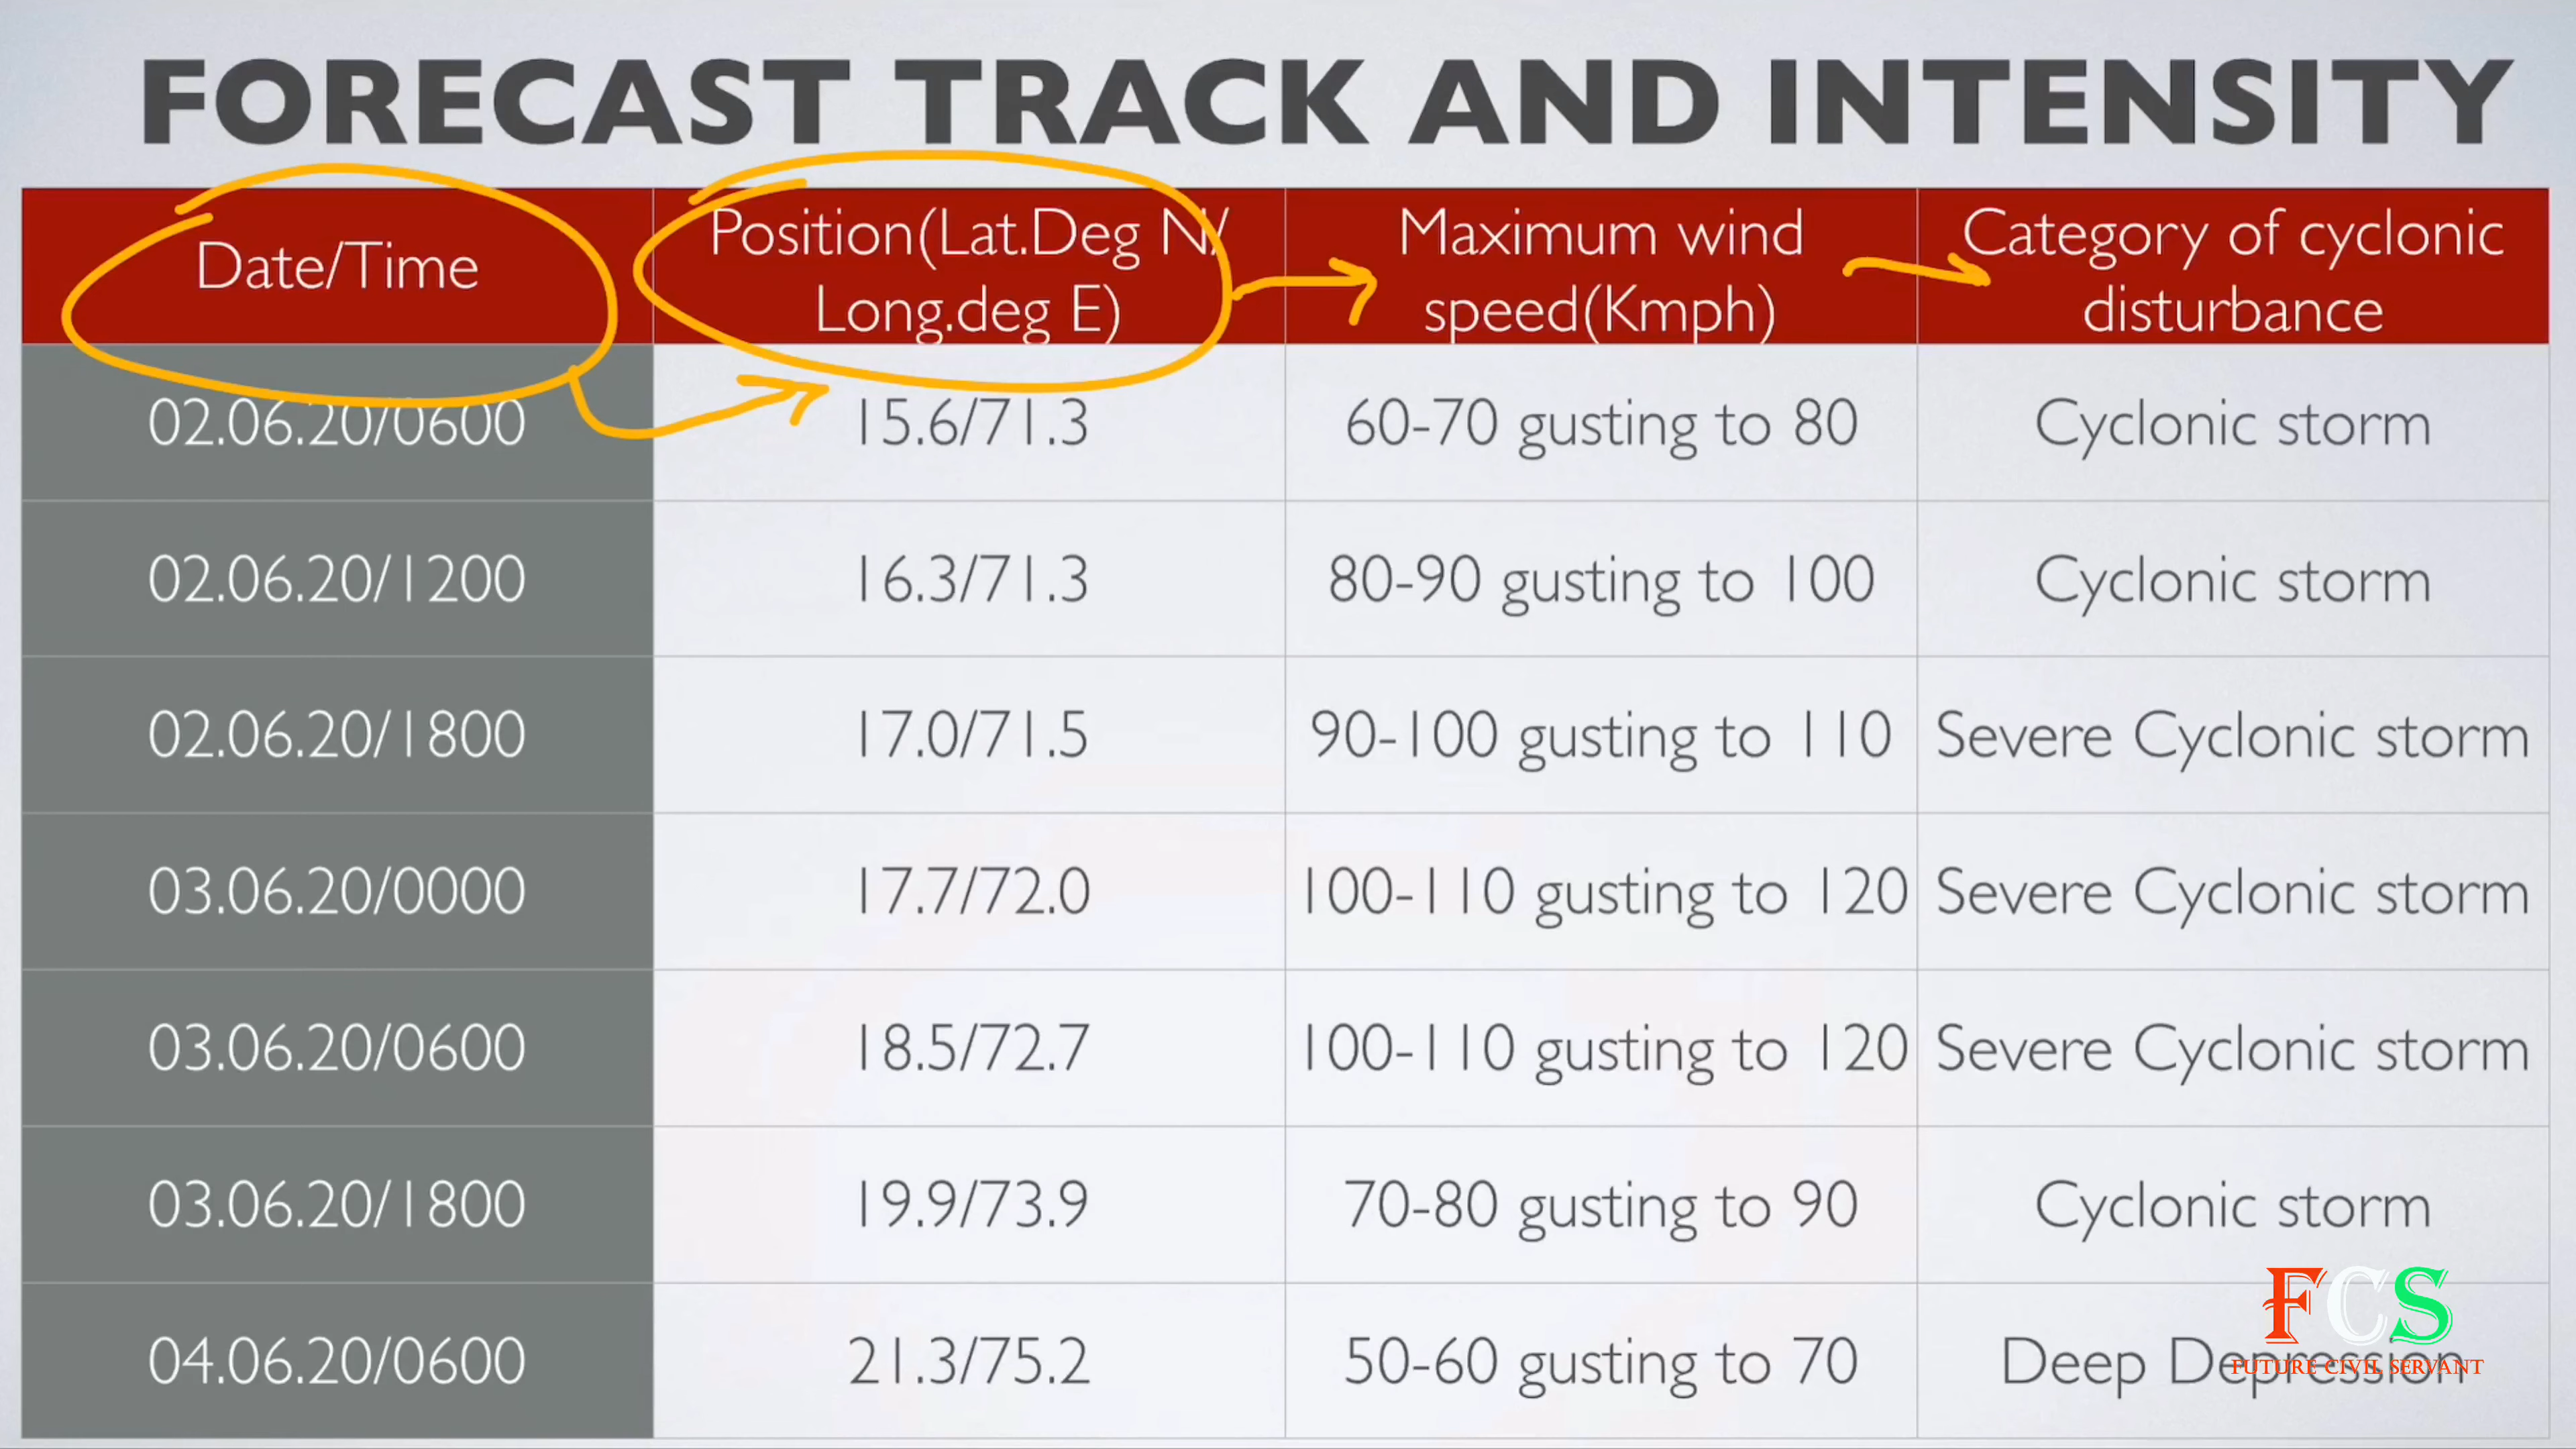 FORECAST TRACK AND INTENSITY
Date/Time
Position(Lat.Deg N/
Long.deg E)
Maximum wind
speed(Kmph)
Category of cyclonic
disturbance
02.06.20/0600 15.6/71.3 60-70 gusting to 80 Cyclonic storm
02.06.20/1200 16.3/71.3 80-90 gusting to 100 Cyclonic storm
02.06.20/1800 17.0/71.5 90-100 gusting to 110 Severe Cyclonic storm
03.06.20/0000 17.7/72.0 100-110 gusting to 120 Severe Cyclonic storm
03.06.20/0600 18.5/72.7 100-110 gusting to 120 Severe Cyclonic storm
03.06.20/1800 19.9/73.9 70-80 gusting to 90 Cyclonic storm
04.06.20/0600 21.3/75.2 50-60 gusting to 70 Deep Depression
FCS
FUTURE CIVIL SERVANT